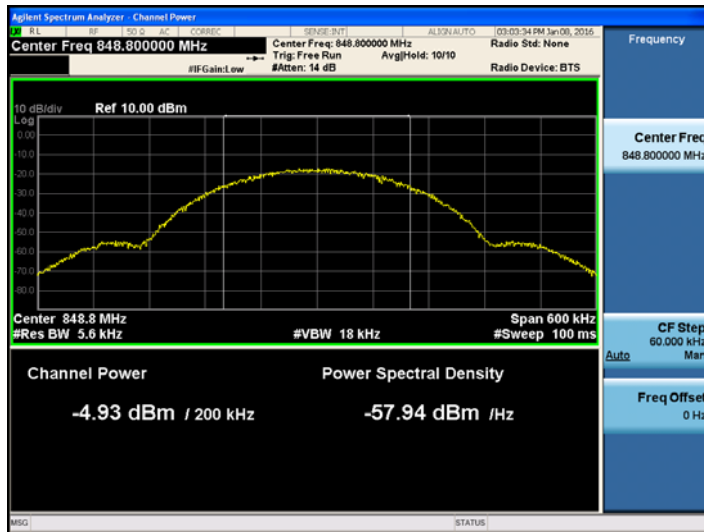 Agilent Spectrum Analyzer - Channel Power
RL RF 50 Ω AC CORREC SENSE:INT ALIGN AUTO 03:03:34 PM Jan 08, 2016
Center Freq 848.800000 MHz
Center Freq: 848.800000 MHz Radio Std: None
Trig: Free Run Avg|Hold: 10/10
#IFGain:Low #Atten: 14 dB Radio Device: BTS
Frequency
10 dB/div Ref 10.00 dBm
Log
0.00
-10.0
-20.0
-30.0
-40.0
-50.0
-60.0
-70.0
-80.0
Center Freq
848.800000 MHz
Center 848.8 MHz Span 600 kHz
#Res BW 5.6 kHz #VBW 18 kHz #Sweep 100 ms
CF Step
60.000 kHz
Auto Man
Channel Power Power Spectral Density
-4.93 dBm / 200 kHz -57.94 dBm /Hz
Freq Offset
0 Hz
MSG STATUS